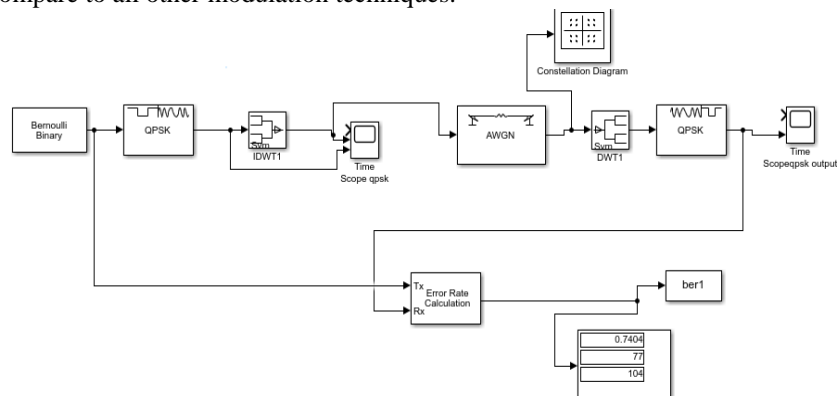 ompare to all other modulation techniques.
Constellation Diagram
Bernoulli
Binary
QPSK
Sym
IDWT1
Time
Scope qpsk
AWGN
Sym
DWT1
QPSK
Time
Scopeqpsk output
Tx
Error Rate
Calculation
Rx
ber1
0.7404
77
104